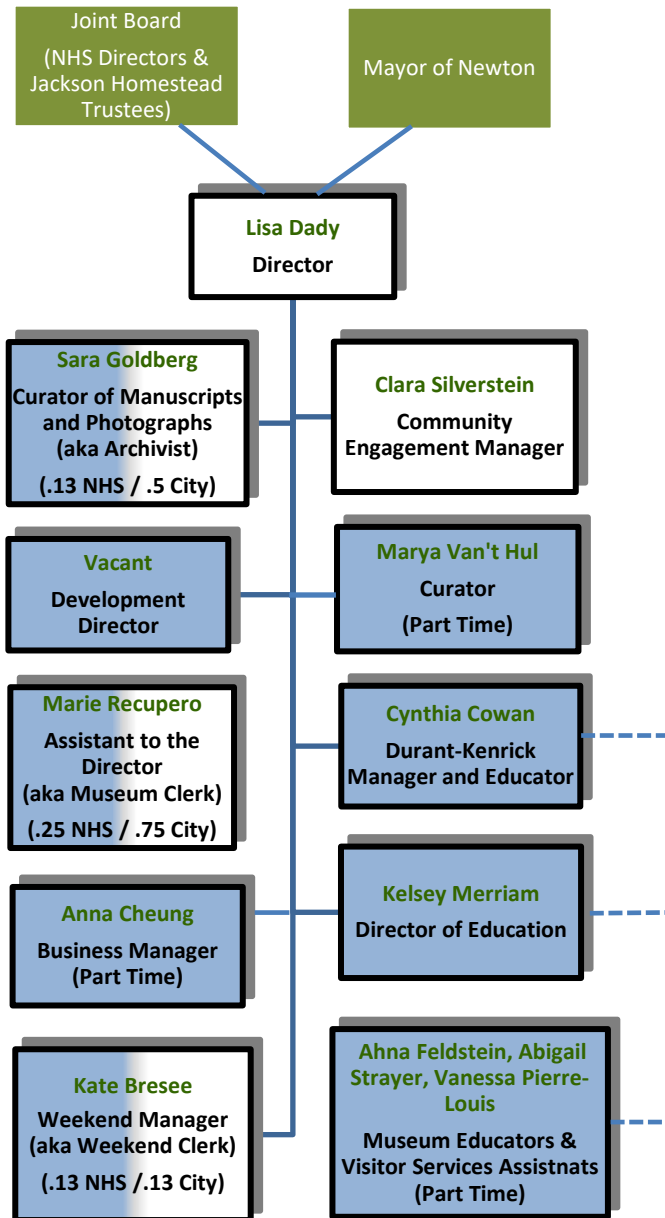 Joint Board
(NHS Directors &
Jackson Homestead
Trustees)
Mayor of Newton
Lisa Dady
Director
Sara Goldberg
Curator of Manuscripts
and Photographs
(aka Archivist)
(.13 NHS / .5 City)
Clara Silverstein
Community
Engagement Manager
Vacant
Development
Director
Marya Van't Hul
Curator
(Part Time)
Marie Recupero
Assistant to the
Director
(aka Museum Clerk)
(.25 NHS / .75 City)
Cynthia Cowan
Durant-Kenrick
Manager and Educator
Anna Cheung
Business Manager
(Part Time)
Kelsey Merriam
Director of Education
Kate Bresee
Weekend Manager
(aka Weekend Clerk)
(.13 NHS /.13 City)
Ahna Feldstein, Abigail
Strayer, Vanessa Pierre-
Louis
Museum Educators &
Visitor Services Assistnats
(Part Time)